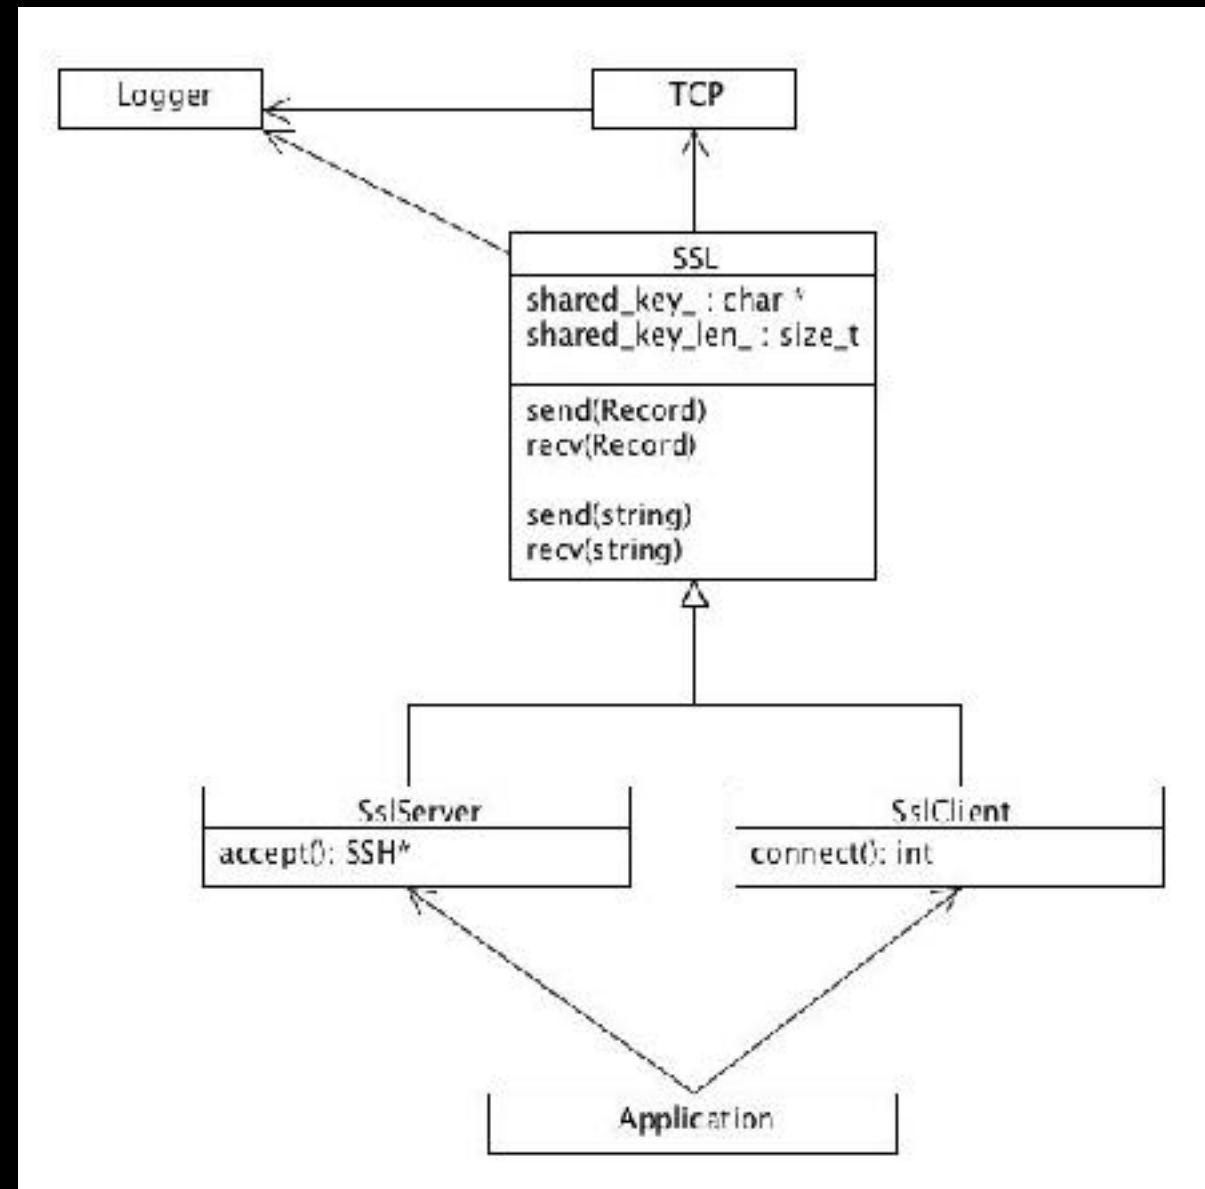 Logger
TCP
SSL
shared_key_ : char *
shared_key_len_ : size_t
send(Record)
recv(Record)
send(string)
recv(string)
SslServer
accept(): SSH*
SslClient
connect(): int
Application